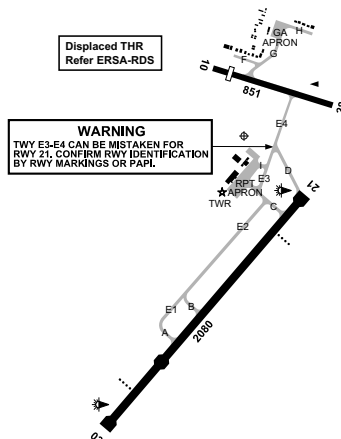 Displaced THR
Refer ERSA-RDS
GA
APRON
H
G
F
10
851
E4
WARNING
TWY E3-E4 CAN BE MISTAKEN FOR
RWY 21. CONFIRM RWY IDENTIFICATION
BY RWY MARKINGS OR PAPI.
I
D
21
RPT
E3
APRON
TWR
C
E2
E1
B
A
2080